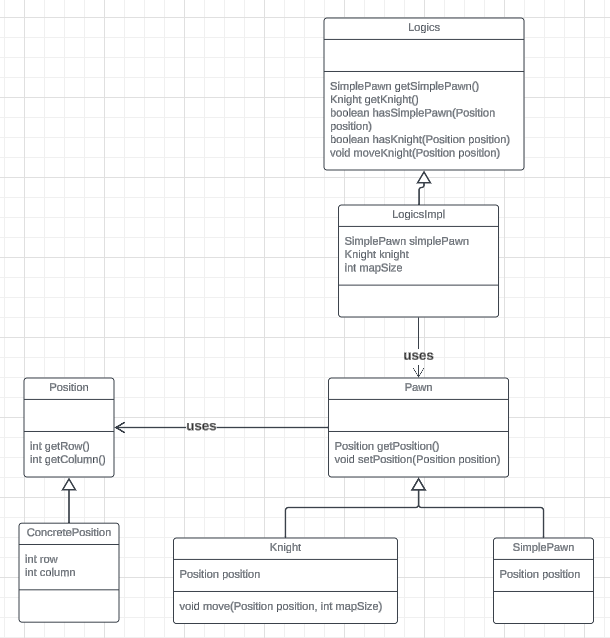 Logics
SimplePawn getSimplePawn()
Knight getKnight()
boolean hasSimplePawn(Position
position)
boolean hasKnight(Position position)
void moveKnight(Position position)
LogicsImpl
SimplePawn simplePawn
Knight knight
int mapSize
uses
Position
int getRow()
int getColumn()
uses
Pawn
Position getPosition()
void setPosition(Position position)
ConcretePosition
int row
int column
Knight
Position position
void move(Position position, int mapSize)
SimplePawn
Position position